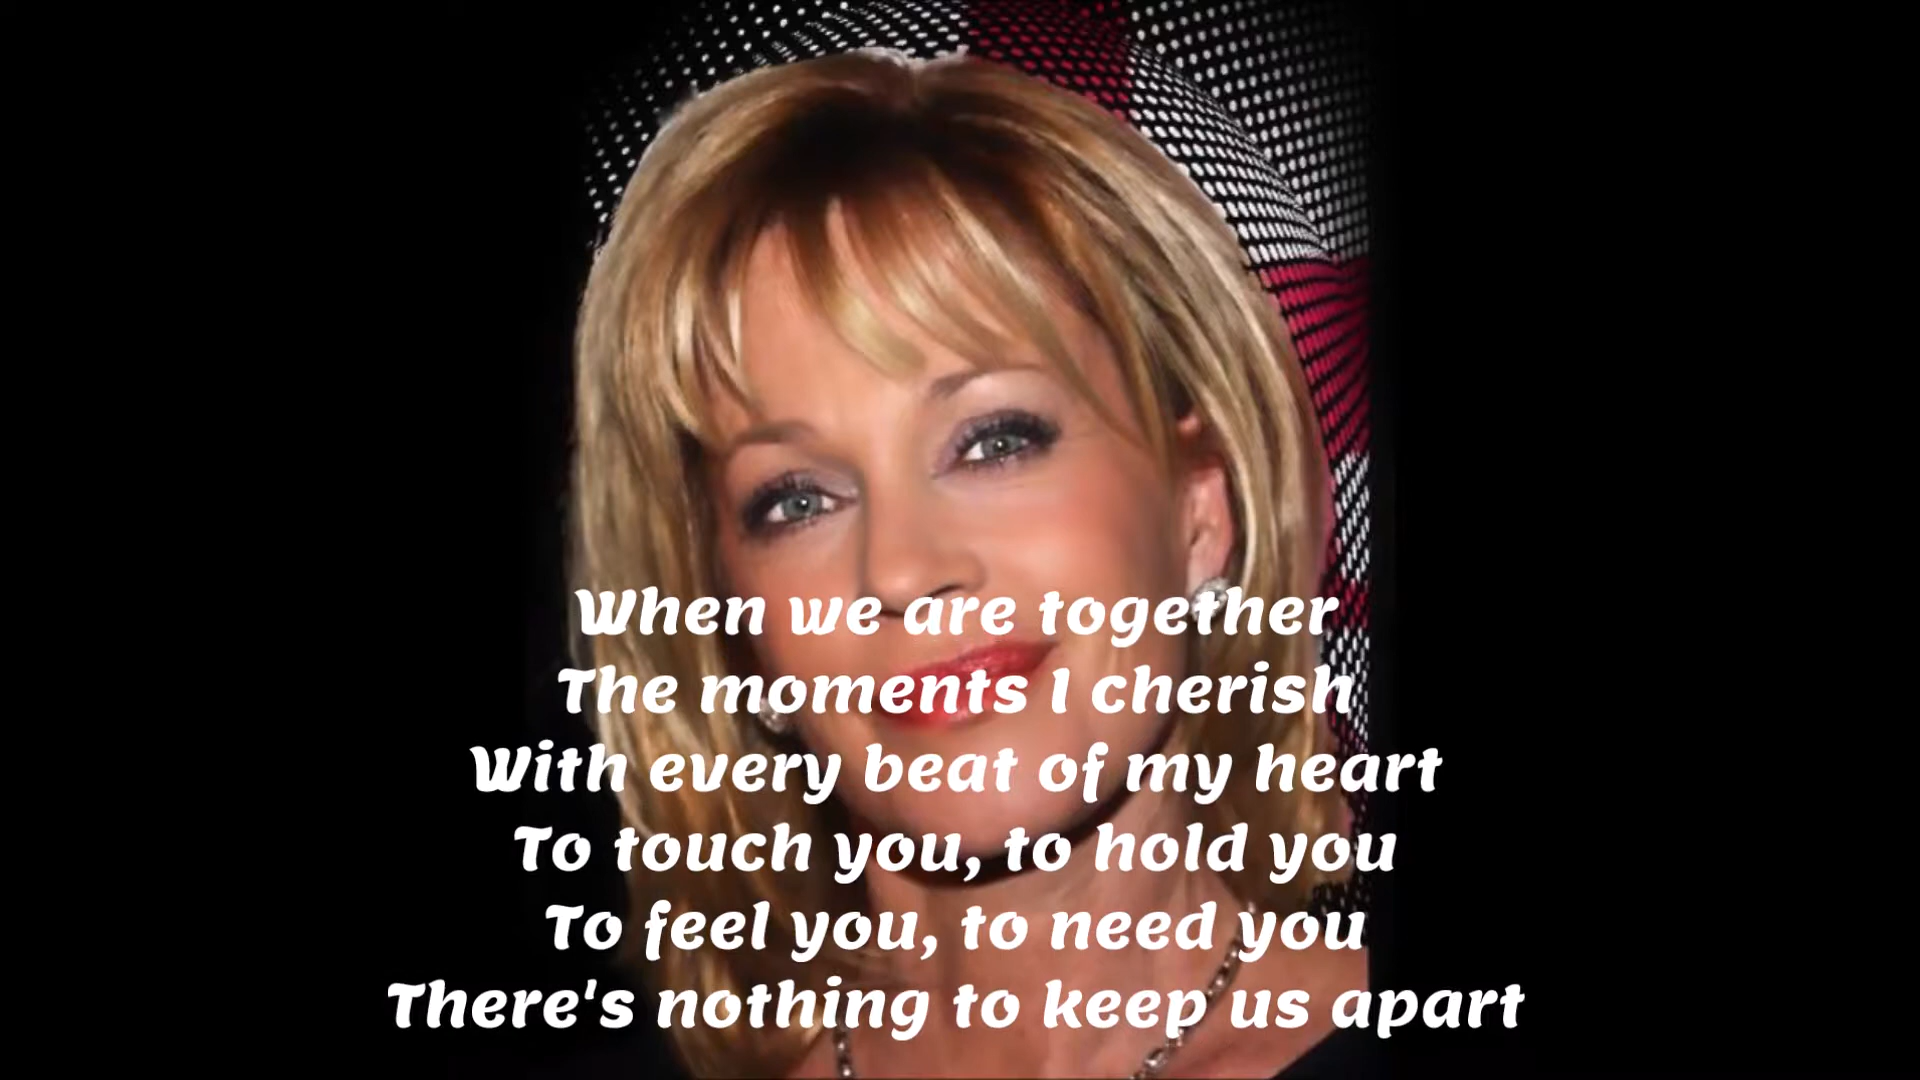 When we are together
The moments I cherish
With every beat of my heart
To touch you, to hold you
To feel you, to need you
There's nothing to keep us apart